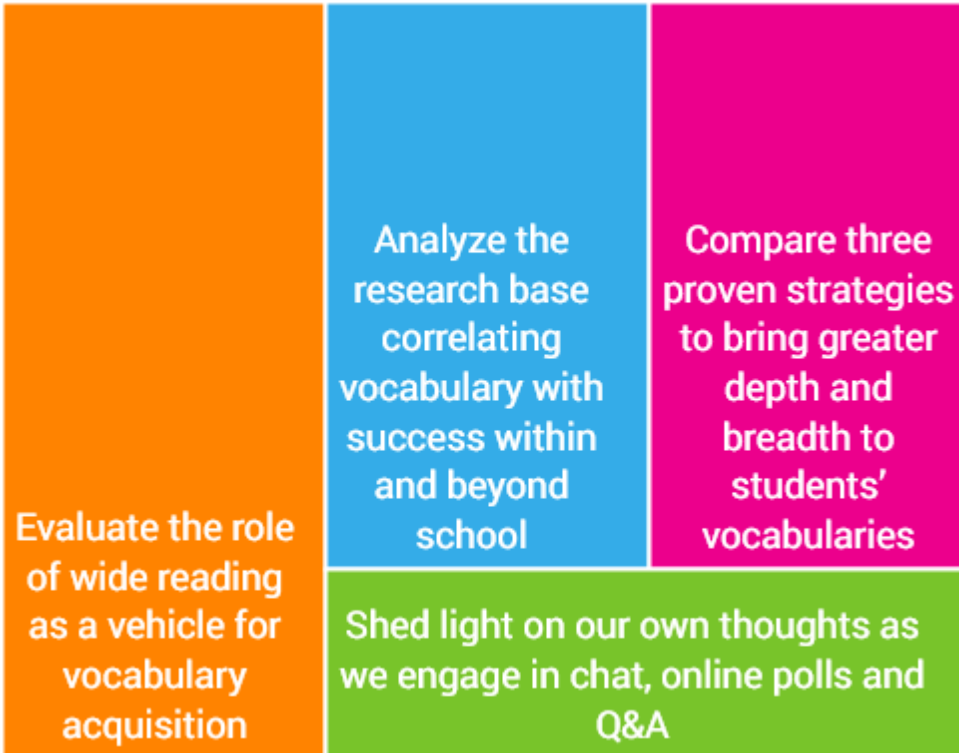 Evaluate the role
of wide reading
as a vehicle for
vocabulary
acquisition
Analyze the
research base
correlating
vocabulary with
success within
and beyond
school
Compare three
proven strategies
to bring greater
depth and
breadth to
students’
vocabularies
Shed light on our own thoughts as
we engage in chat, online polls and
Q&A